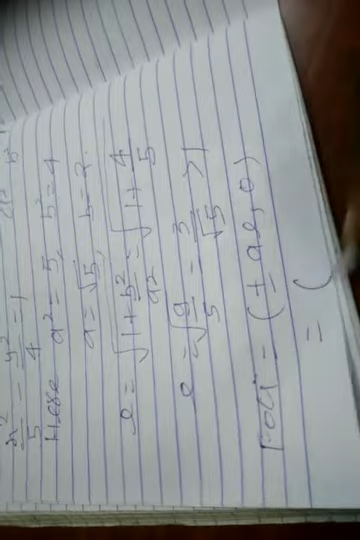 x²/5 - y²/4 = 1
Here a² = 5, b² = 4
a = √5, b = 2.
e = √(1 + b²/a²) = √(1 + 4/5)
e = √(9/5) = 3/√5 > 1
Foci = (± ae, 0)
= (